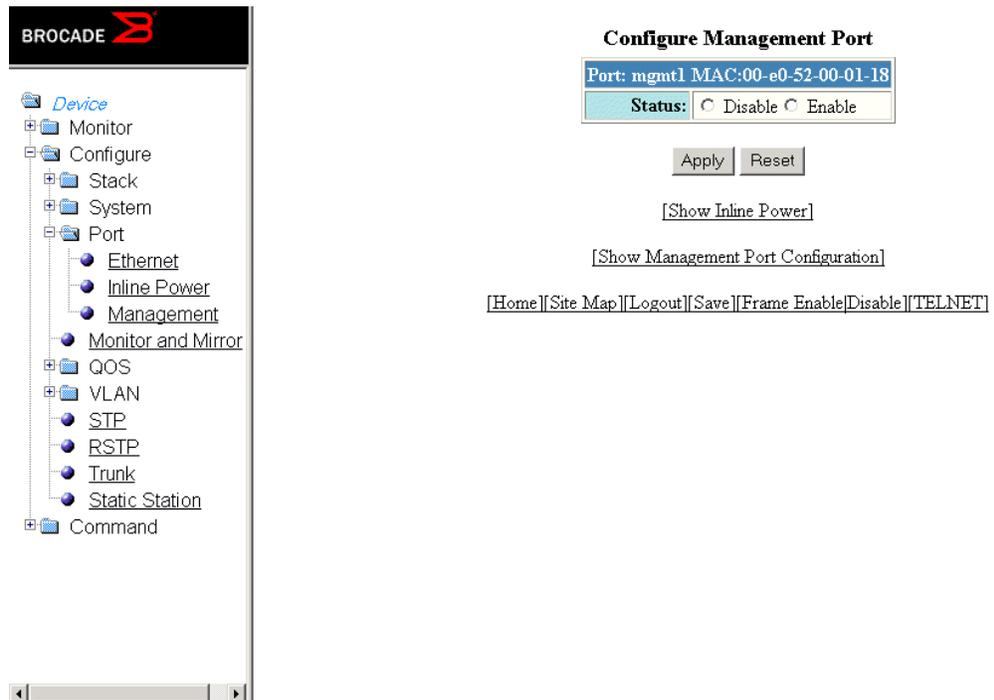 BROCADE
Device
Monitor
Configure
Stack
System
Port
Ethernet
Inline Power
Management
Monitor and Mirror
QOS
VLAN
STP
RSTP
Trunk
Static Station
Command
Configure Management Port
Port: mgmt1 MAC:00-e0-52-00-01-18
Status: Disable Enable
Apply Reset
[Show Inline Power]
[Show Management Port Configuration]
[Home][Site Map][Logout][Save][Frame Enable|Disable][TELNET]